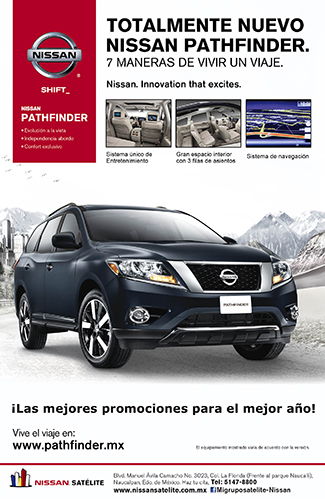 TOTALMENTE NUEVO
NISSAN PATHFINDER.
7 MANERAS DE VIVIR UN VIAJE.
Nissan. Innovation that excites.
NISSAN
®
SHIFT_
NISSAN
PATHFINDER
• Evolución a la vista
• Independencia abordo
• Confort exclusivo
Sistema único de
Entretenimiento
Gran espacio interior
con 3 filas de asientos
Sistema de navegación
PATHFINDER
¡Las mejores promociones para el mejor año!
Vive el viaje en:
www.pathfinder.mx
El equipamiento mostrado varía de acuerdo con la versión.
NISSAN SATÉLITE
Blvd. Manuel Ávila Camacho No. 3023, Col. La Florida (Frente al parque Naucalli),
Naucalpan, Edo. de México. Haz tu cita, Tel: 5147-8800
www.nissansatelite.com.mx Migruposatelite-Nissan